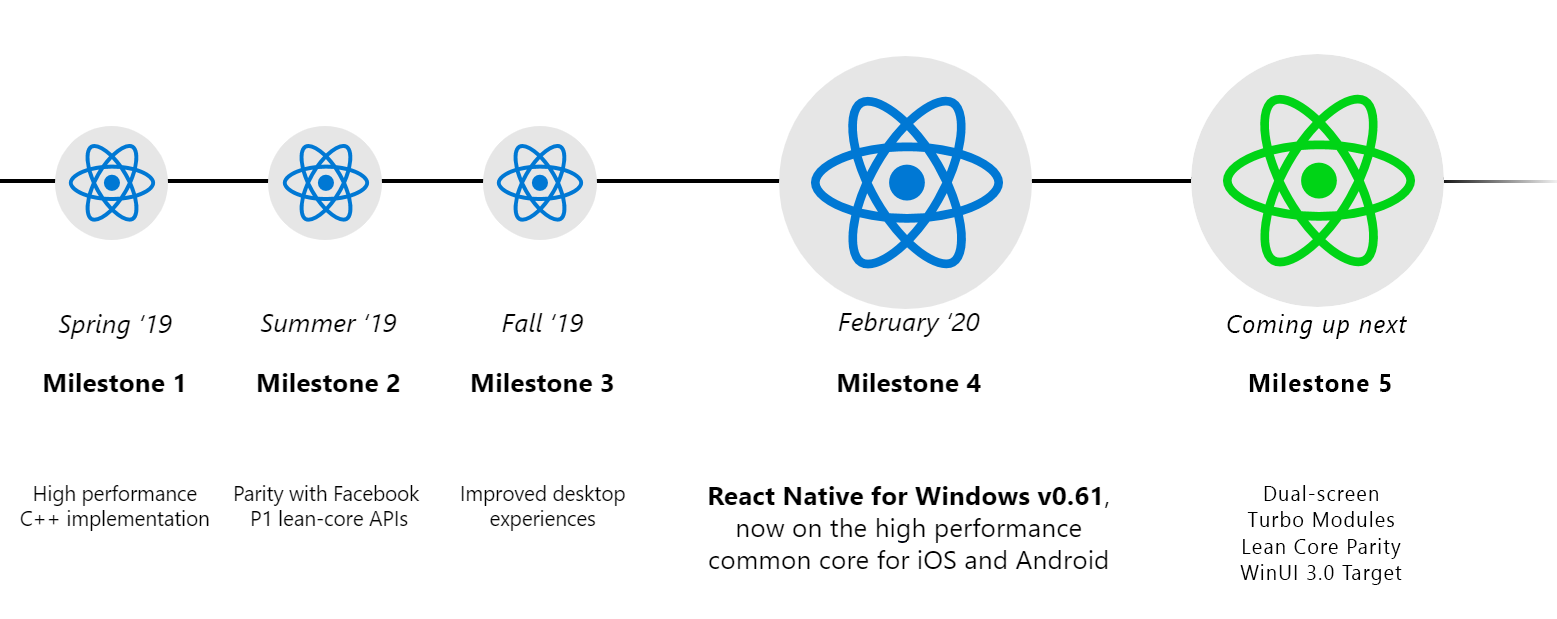 Spring ‘19
Milestone 1
High performance
C++ implementation
Summer ‘19
Milestone 2
Parity with Facebook
P1 lean-core APIs
Fall ‘19
Milestone 3
Improved desktop
experiences
February ‘20
Milestone 4
React Native for Windows v0.61,
now on the high performance
common core for iOS and Android
Coming up next
Milestone 5
Dual-screen
Turbo Modules
Lean Core Parity
WinUI 3.0 Target